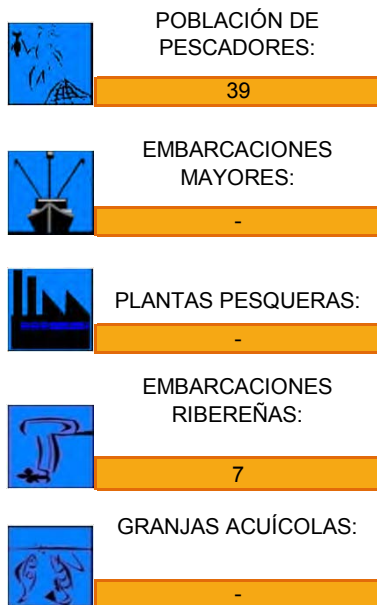 POBLACIÓN DE
PESCADORES:
39
EMBARCACIONES
MAYORES:
-
PLANTAS PESQUERAS:
-
EMBARCACIONES
RIBEREÑAS:
7
GRANJAS ACUÍCOLAS:
-